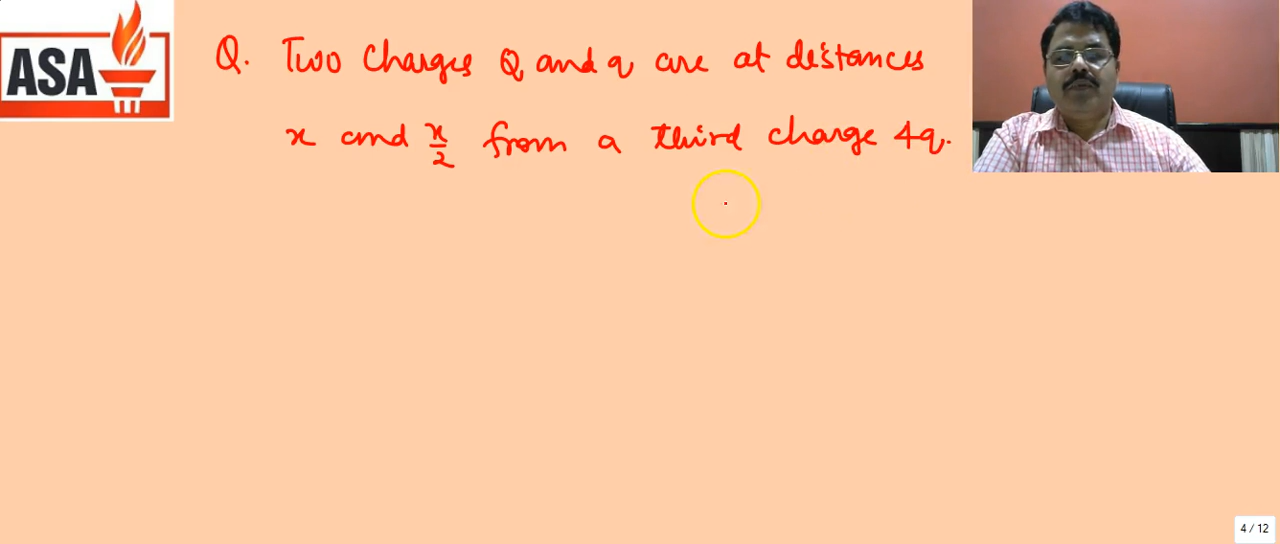 ASA
Q. Two charges Q and q are at distances
x and x/2 from a third charge 4q.
4 / 12